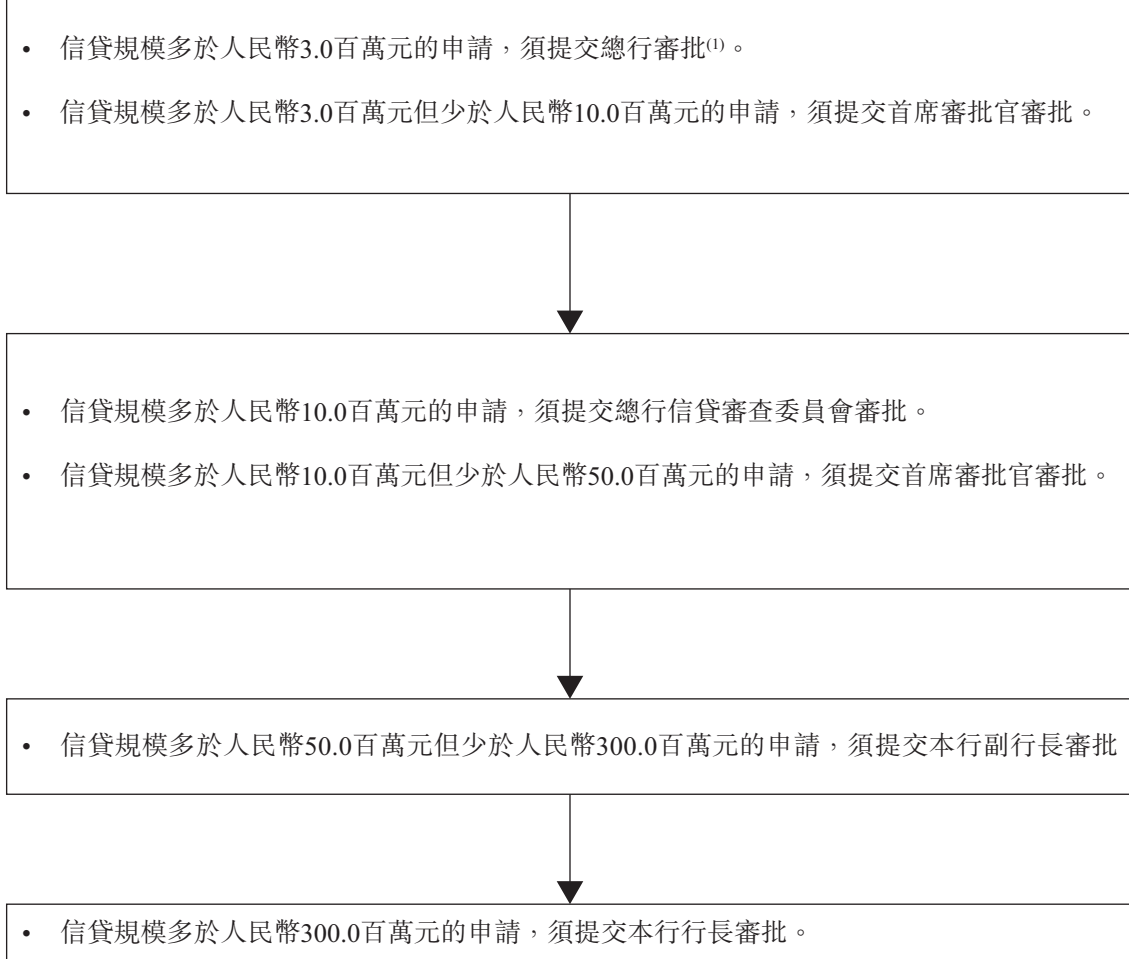 • 信貸規模多於人民幣3.0百萬元的申請，須提交總行審批(1)。
• 信貸規模多於人民幣3.0百萬元但少於人民幣10.0百萬元的申請，須提交首席審批官審批。
• 信貸規模多於人民幣10.0百萬元的申請，須提交總行信貸審查委員會審批。
• 信貸規模多於人民幣10.0百萬元但少於人民幣50.0百萬元的申請，須提交首席審批官審批。
• 信貸規模多於人民幣50.0百萬元但少於人民幣300.0百萬元的申請，須提交本行副行長審批
• 信貸規模多於人民幣300.0百萬元的申請，須提交本行行長審批。